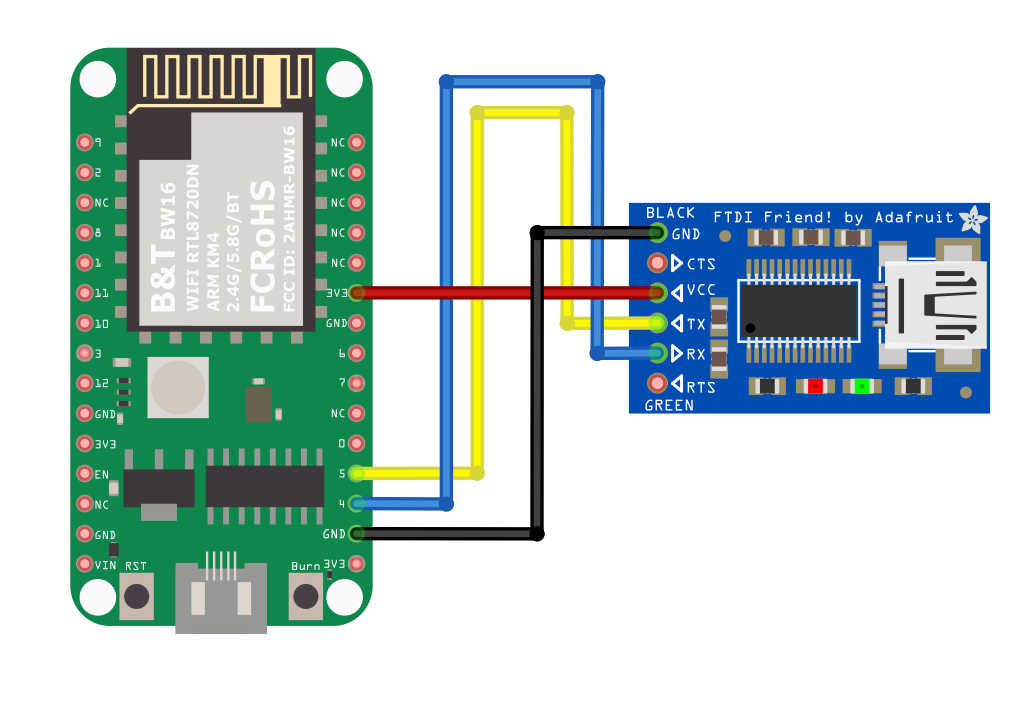 9
2
NC
8
1
11
10
3
12
GND
3V3
EN
NC
GND
VIN
RST
B&T BW16
WIFI RTL8720DN
ARM KM4
2.4G/5.8G/BT
FCRoHS
FCC ID: 2AHMR-BW16
NC
NC
NC
NC
NC
3V3
GND
6
7
NC
0
5
4
GND
3V3
Burn
BLACK
FTDI Friend! by Adafruit
GND
CTS
VCC
TX
RX
RTS
GREEN